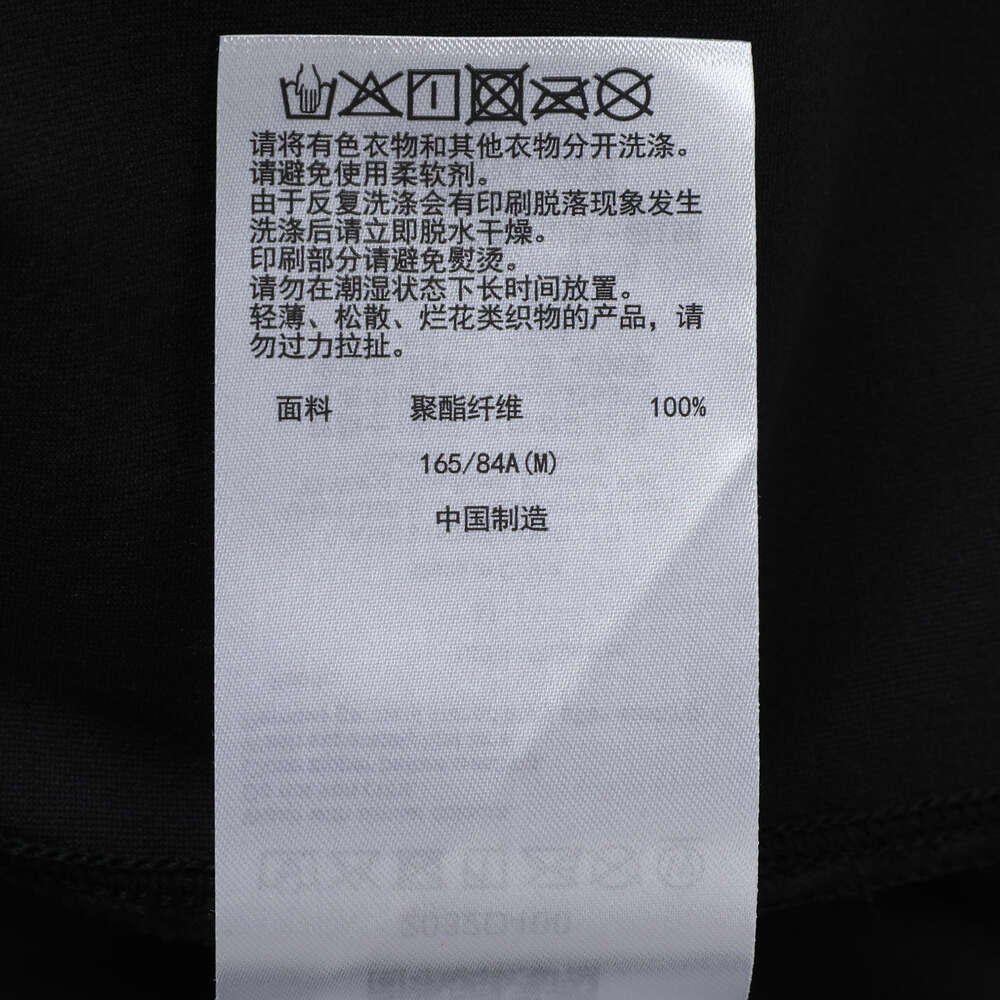 请将有色衣物和其他衣物分开洗涤。
请避免使用柔软剂。
由于反复洗涤会有印刷脱落现象发生
洗涤后请立即脱水干燥。
印刷部分请避免熨烫。
请勿在潮湿状态下长时间放置。
轻薄、松散、烂花类织物的产品，请
勿过力拉扯。
面料 聚酯纤维 100%
165/84A(M)
中国制造